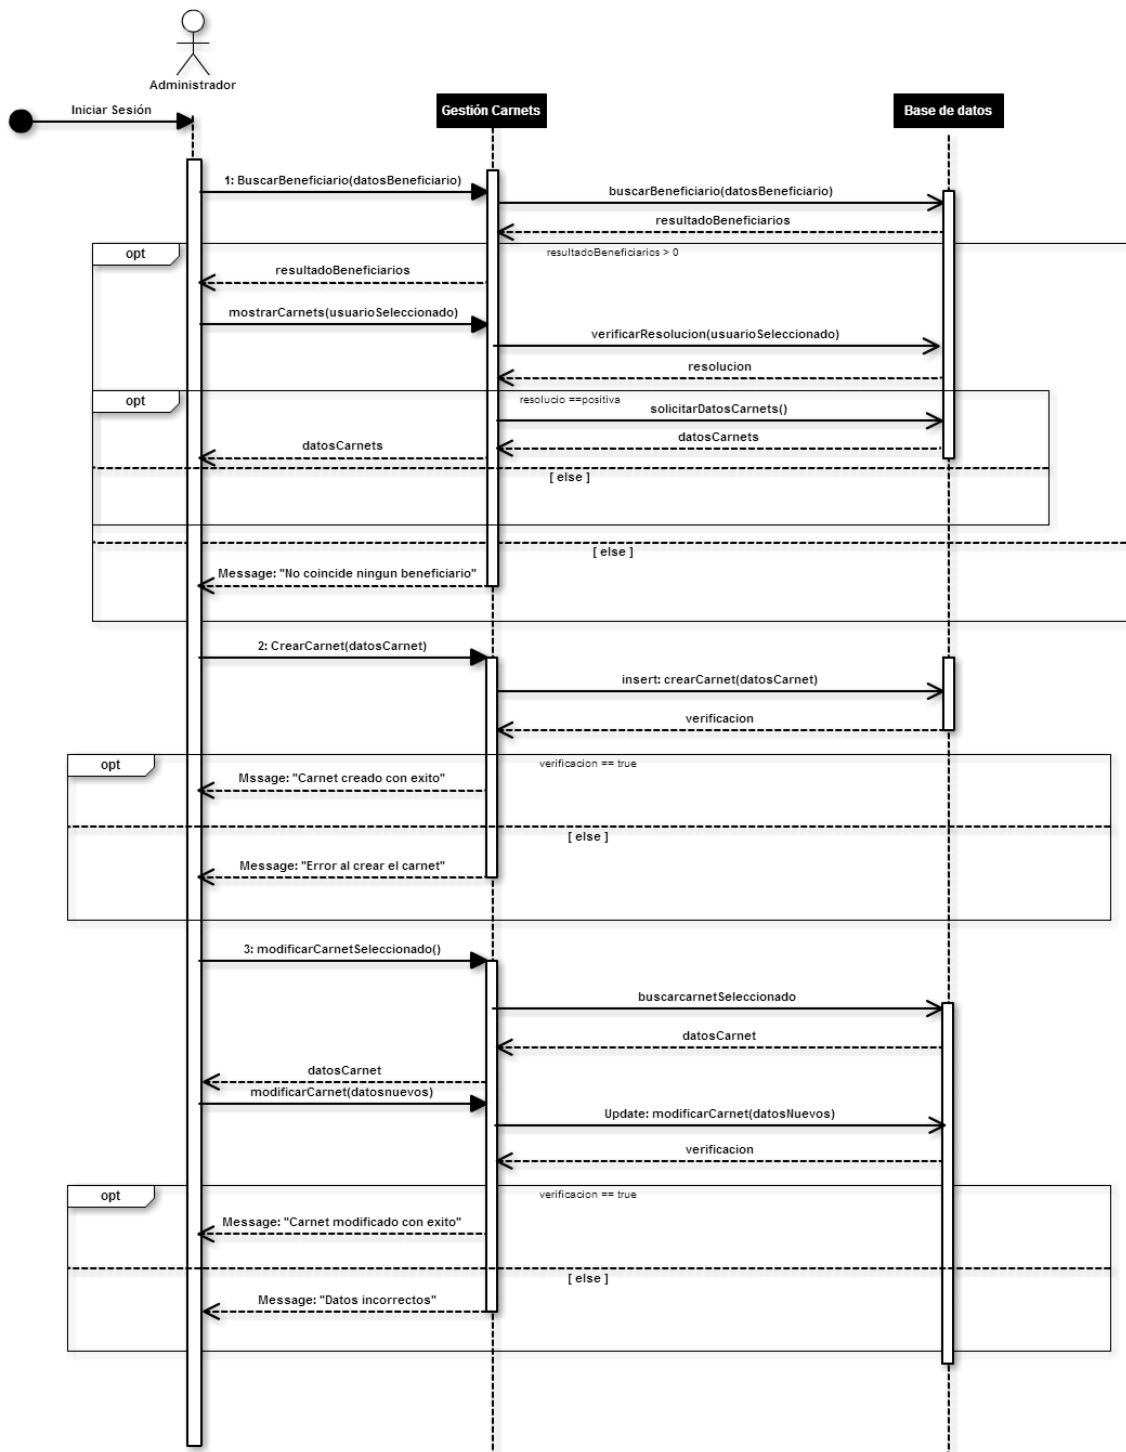 Administrador
Iniciar Sesión
Gestión Carnets
Base de datos
1: BuscarBeneficiario(datosBeneficiario)
buscarBeneficiario(datosBeneficiario)
resultadoBeneficiarios
opt
resultadoBeneficiarios > 0
resultadoBeneficiarios
mostrarCarnets(usuarioSeleccionado)
verificarResolucion(usuarioSeleccionado)
resolucion
opt
resolucio ==positiva
solicitarDatosCarnets()
datosCarnets
datosCarnets
[ else ]
[ else ]
Message: "No coincide ningun beneficiario"
2: CrearCarnet(datosCarnet)
insert: crearCarnet(datosCarnet)
verificacion
opt
verificacion == true
Mssage: "Carnet creado con exito"
[ else ]
Message: "Error al crear el carnet"
3: modificarCarnetSeleccionado()
buscarcarnetSeleccionado
datosCarnet
datosCarnet
modificarCarnet(datosnuevos)
Update: modificarCarnet(datosNuevos)
verificacion
opt
verificacion == true
Message: "Carnet modificado con exito"
[ else ]
Message: "Datos incorrectos"